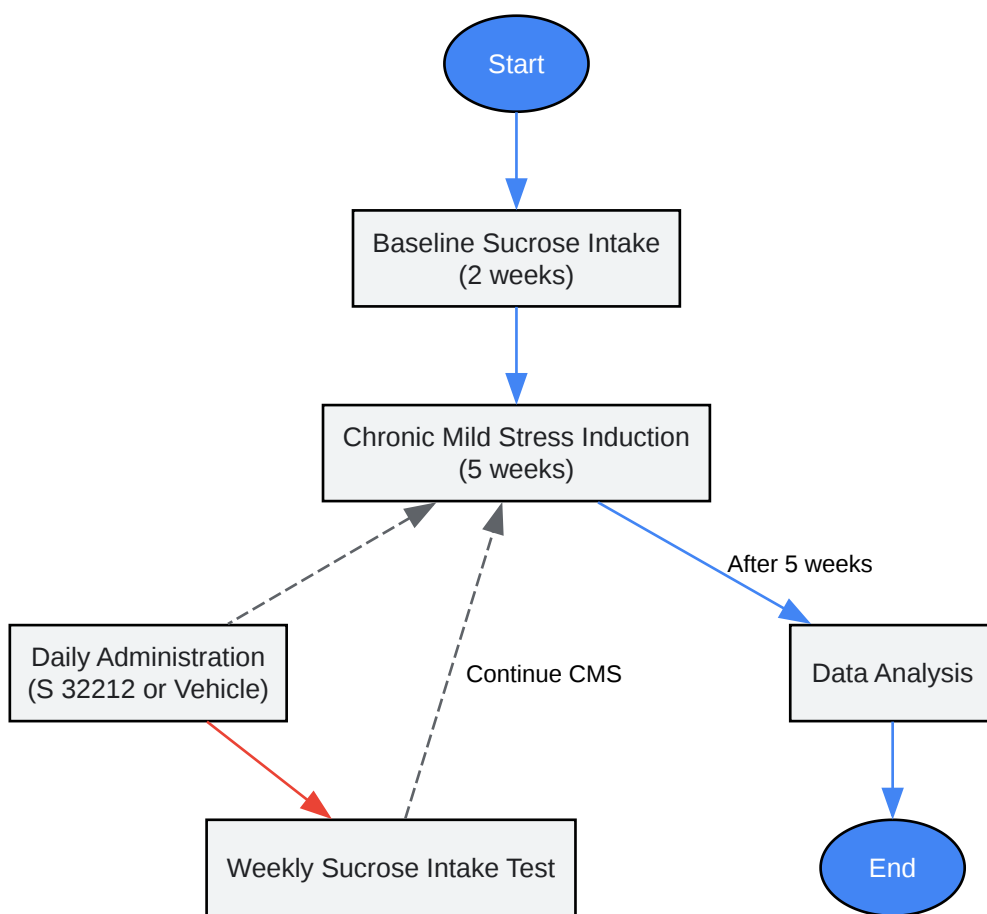 Start
Baseline Sucrose Intake
(2 weeks)
Chronic Mild Stress Induction
(5 weeks)
After 5 weeks
Daily Administration
(S 32212 or Vehicle)
Continue CMS
Data Analysis
Weekly Sucrose Intake Test
End